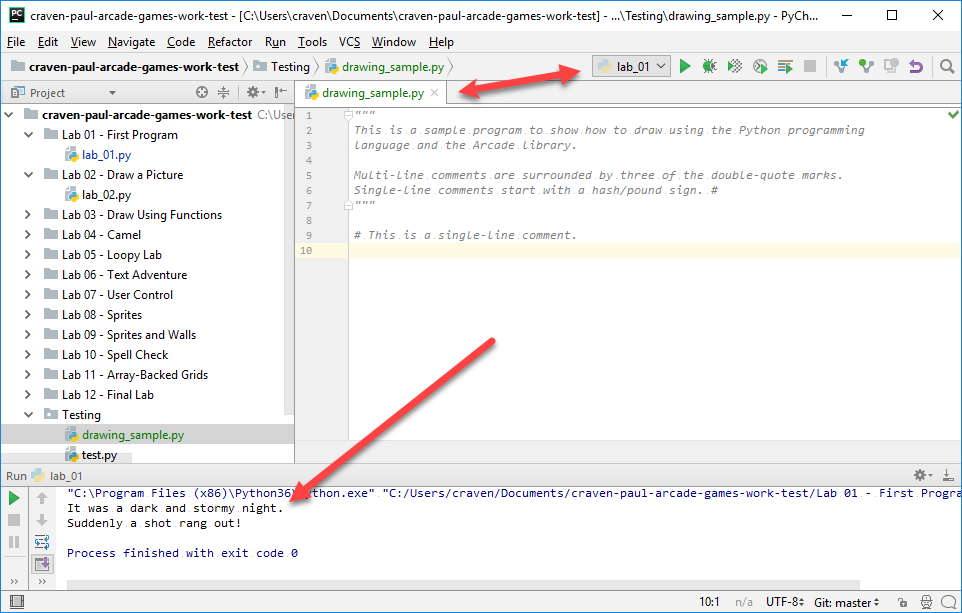 PC craven-paul-arcade-games-work-test - [C:\Users\craven\Documents\craven-paul-arcade-games-work-test] - ...\Testing\drawing_sample.py - PyCh...
File Edit View Navigate Code Refactor Run Tools VCS Window Help
craven-paul-arcade-games-work-test Testing drawing_sample.py lab_01
Project
drawing_sample.py
craven-paul-arcade-games-work-test C:\User
Lab 01 - First Program
lab_01.py
Lab 02 - Draw a Picture
lab_02.py
Lab 03 - Draw Using Functions
Lab 04 - Camel
Lab 05 - Loopy Lab
Lab 06 - Text Adventure
Lab 07 - User Control
Lab 08 - Sprites
Lab 09 - Sprites and Walls
Lab 10 - Spell Check
Lab 11 - Array-Backed Grids
Lab 12 - Final Lab
Testing
drawing_sample.py
test.py
1 """
2 This is a sample program to show how to draw using the Python programming
3 language and the Arcade library.
4
5 Multi-line comments are surrounded by three of the double-quote marks.
6 Single-line comments start with a hash/pound sign. #
7 """
8
9 # This is a single-line comment.
10
Run lab_01
"C:\Program Files (x86)\Python36\python.exe" "C:/Users/craven/Documents/craven-paul-arcade-games-work-test/Lab 01 - First Progra
It was a dark and stormy night.
Suddenly a shot rang out!
Process finished with exit code 0
10:1 n/a UTF-8 Git: master